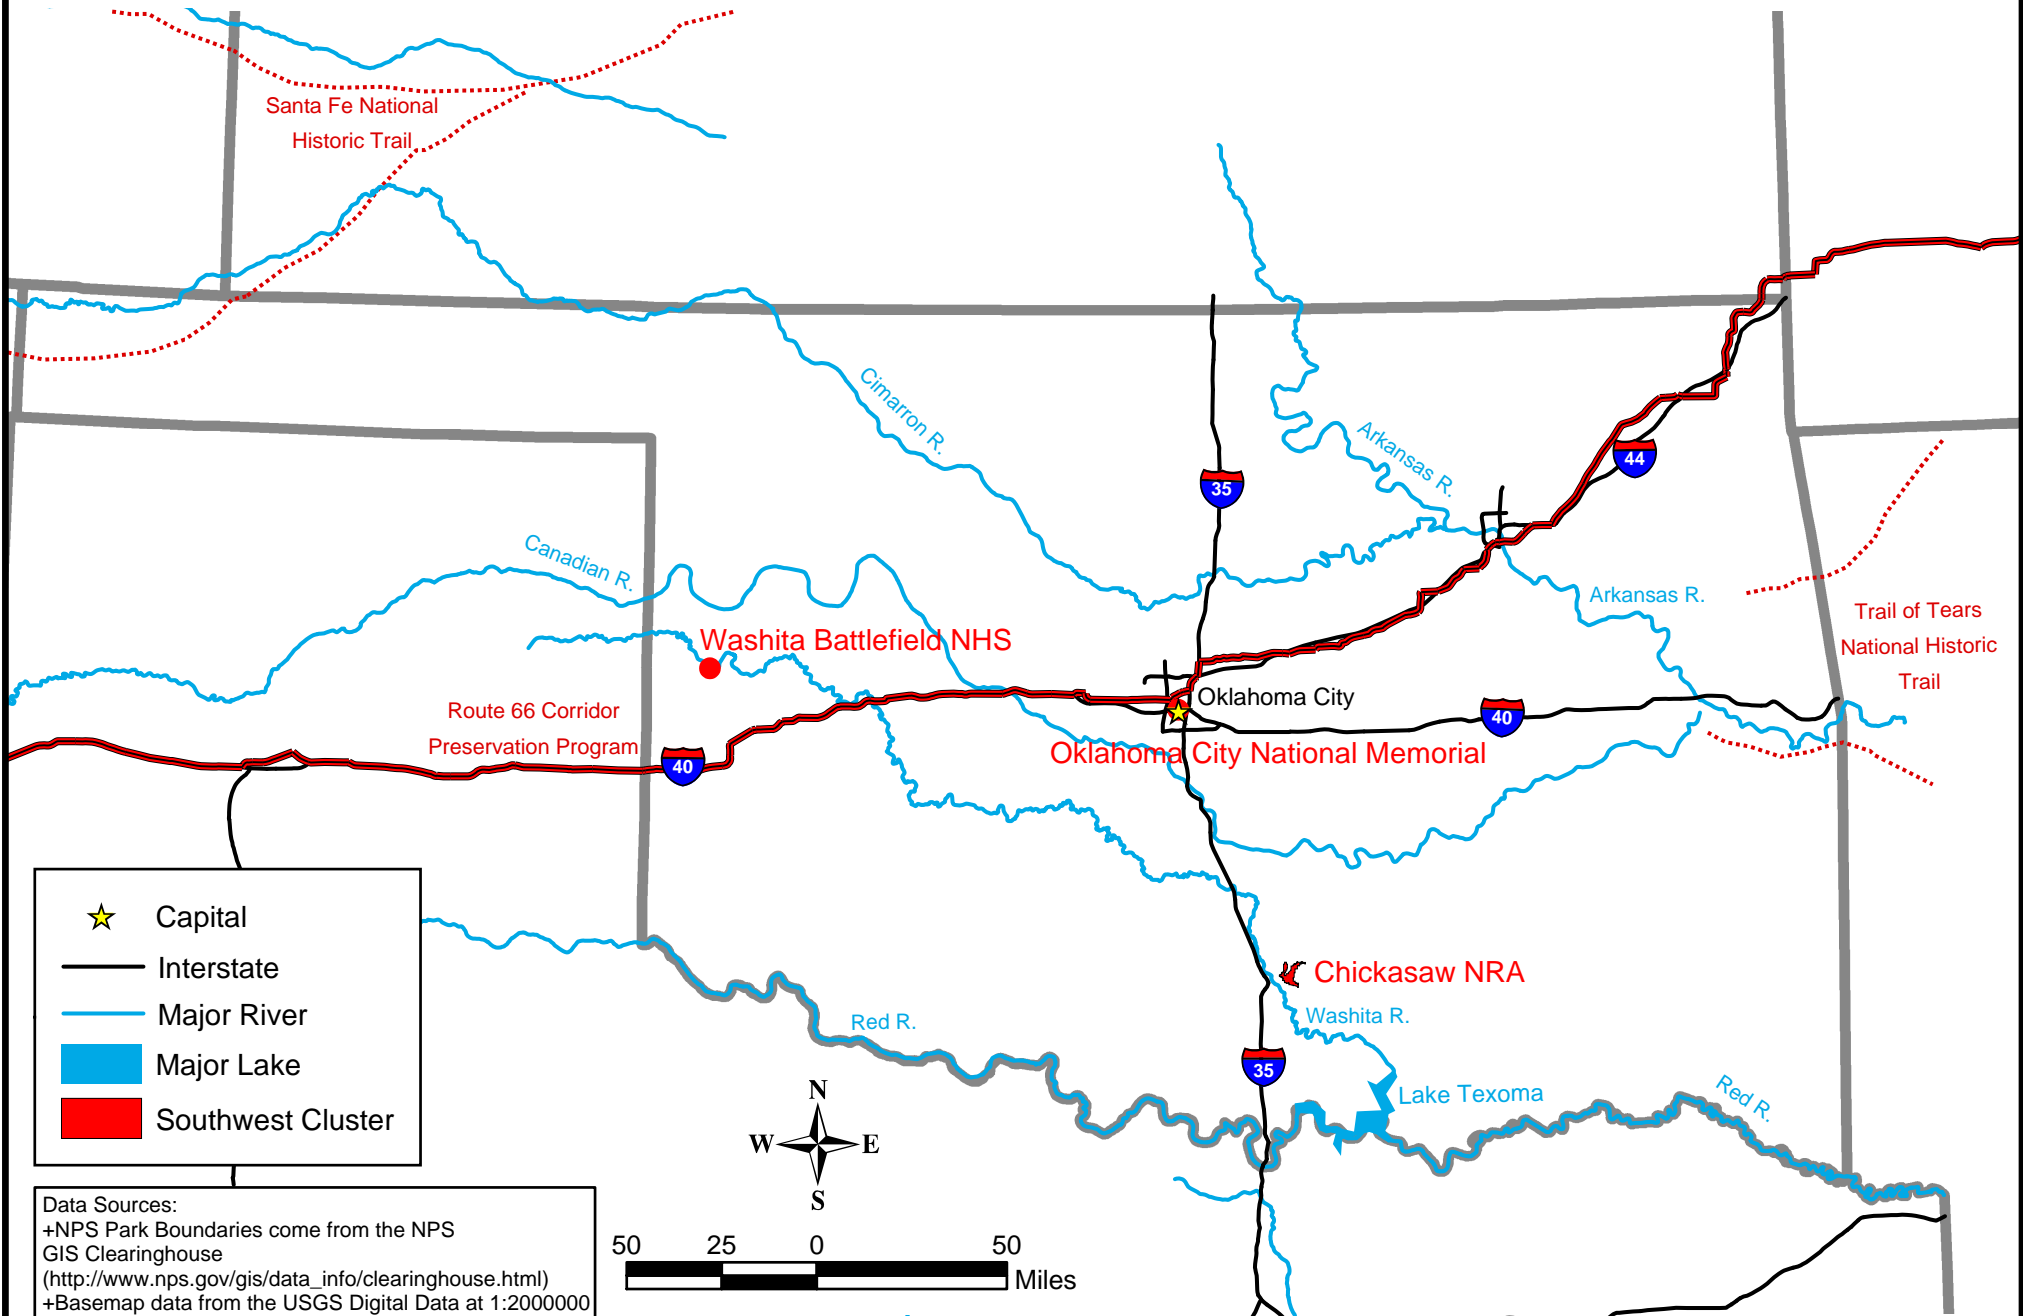 Santa Fe National
Historic Trail
Cimarron R.
Arkansas R.
35
44
Canadian R.
Arkansas R.
Trail of Tears
National Historic
Trail
Washita Battlefield NHS
Route 66 Corridor
Preservation Program
40
Oklahoma City
40
Oklahoma City National Memorial
Chickasaw NRA
Washita R.
Red R.
35
Lake Texoma
Red R.
Capital
Interstate
Major River
Major Lake
Southwest Cluster
N
W E
S
Data Sources:
+NPS Park Boundaries come from the NPS
GIS Clearinghouse
(http://www.nps.gov/gis/data_info/clearinghouse.html)
+Basemap data from the USGS Digital Data at 1:2000000
50 25 0 50
Miles